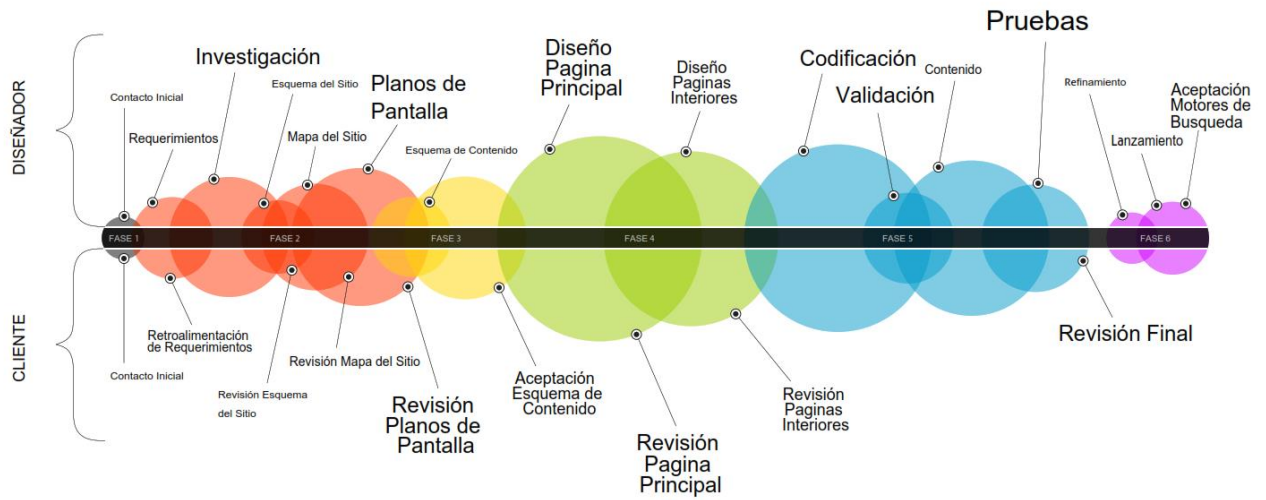 DISEÑADOR
Contacto Inicial
Requerimientos
Investigación
Esquema del Sitio
Mapa del Sitio
Planos de
Pantalla
Esquema de Contenido
Diseño
Pagina
Principal
Diseño
Paginas
Interiores
Codificación
Validación
Contenido
Pruebas
Refinamiento
Lanzamiento
Aceptación
Motores de
Busqueda
FASE 1
FASE 2
FASE 3
FASE 4
FASE 5
FASE 6
CLIENTE
Contacto Inicial
Retroalimentación
de Requerimientos
Revisión Esquema
del Sitio
Revisión Mapa del Sitio
Revisión
Planos de
Pantalla
Aceptación
Esquema de
Contenido
Revisión
Pagina
Principal
Revisión
Paginas
Interiores
Revisión Final